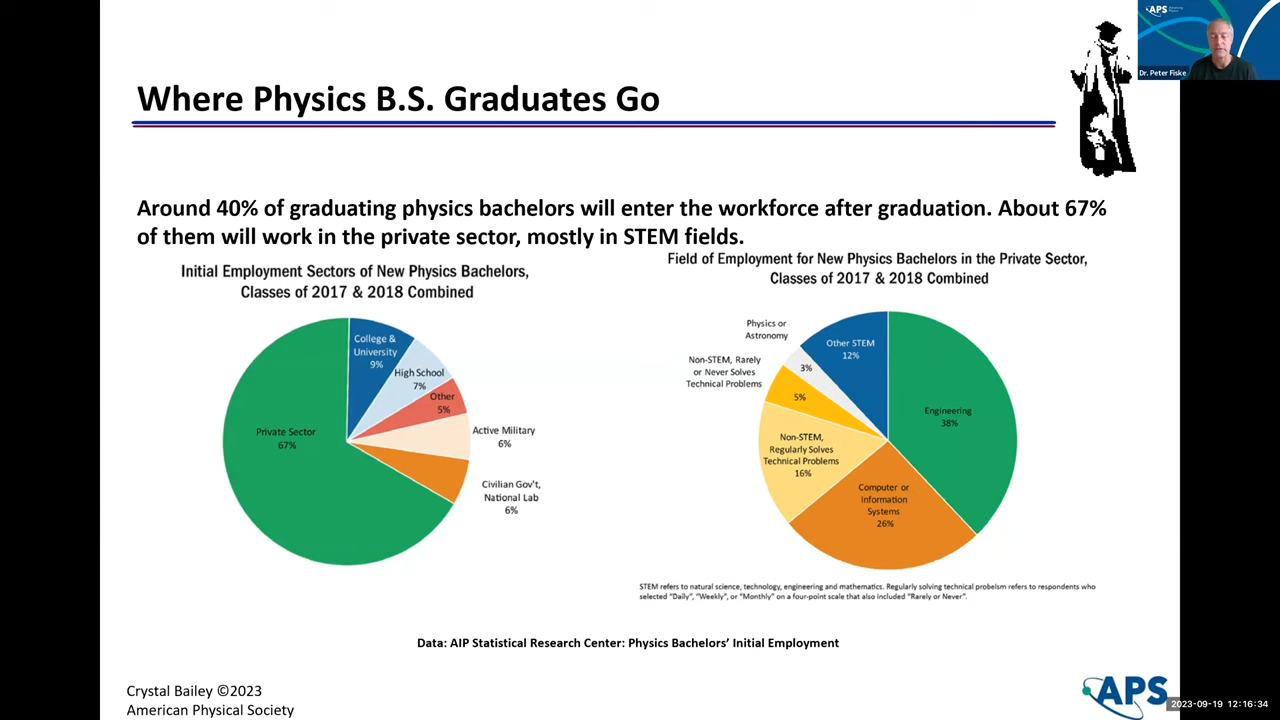 APS
Dr. Peter Fiske
Where Physics B.S. Graduates Go
Around 40% of graduating physics bachelors will enter the workforce after graduation. About 67%
of them will work in the private sector, mostly in STEM fields.
Initial Employment Sectors of New Physics Bachelors,
Classes of 2017 & 2018 Combined
College &
University
9%
High School
7%
Other
5%
Active Military
6%
Civilian Gov't,
National Lab
6%
Private Sector
67%
Field of Employment for New Physics Bachelors in the Private Sector,
Classes of 2017 & 2018 Combined
Physics or
Astronomy
3%
Other STEM
12%
Non-STEM, Rarely
or Never Solves
Technical Problems
5%
Engineering
38%
Non-STEM,
Regularly Solves
Technical Problems
16%
Computer or
Information
Systems
26%
STEM refers to natural science, technology, engineering and mathematics. Regularly solving technical probelsm refers to respondents who
selected "Daily", "Weekly", or "Monthly" on a four-point scale that also included "Rarely or Never".
Data: AIP Statistical Research Center: Physics Bachelors' Initial Employment
Crystal Bailey ©2023
American Physical Society
APS
2023-09-19 12:16:34